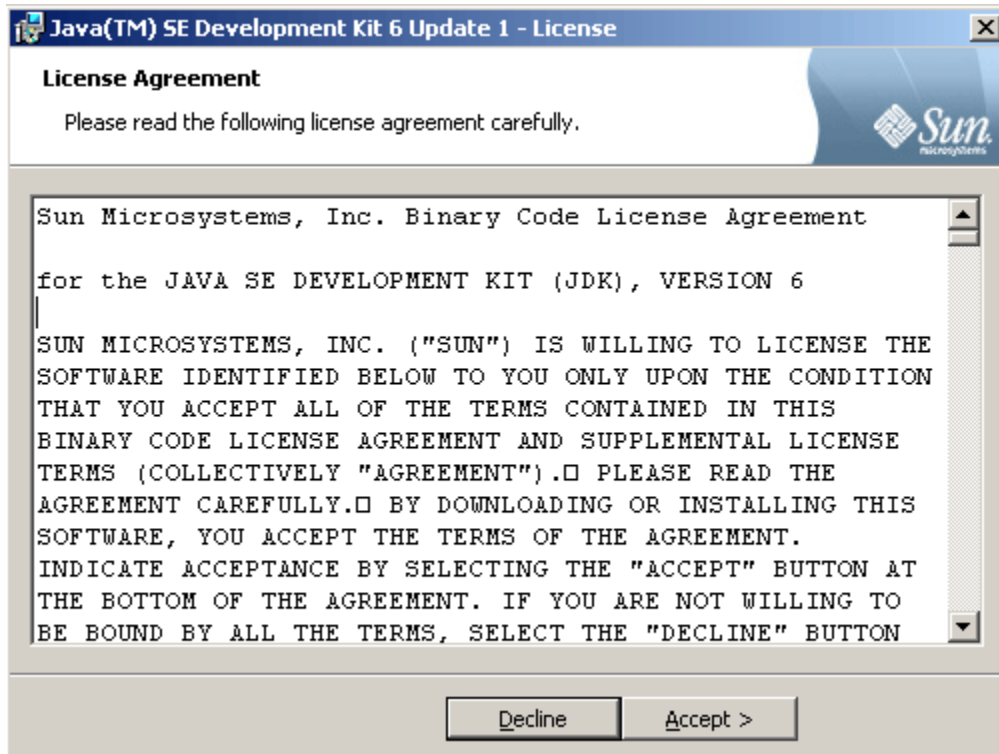 Java(TM) SE Development Kit 6 Update 1 - License
License Agreement
Please read the following license agreement carefully.
Sun
microsystems
Sun Microsystems, Inc. Binary Code License Agreement
for the JAVA SE DEVELOPMENT KIT (JDK), VERSION 6
SUN MICROSYSTEMS, INC. ("SUN") IS WILLING TO LICENSE THE
SOFTWARE IDENTIFIED BELOW TO YOU ONLY UPON THE CONDITION
THAT YOU ACCEPT ALL OF THE TERMS CONTAINED IN THIS
BINARY CODE LICENSE AGREEMENT AND SUPPLEMENTAL LICENSE
TERMS (COLLECTIVELY "AGREEMENT").□ PLEASE READ THE
AGREEMENT CAREFULLY.□ BY DOWNLOADING OR INSTALLING THIS
SOFTWARE, YOU ACCEPT THE TERMS OF THE AGREEMENT.
INDICATE ACCEPTANCE BY SELECTING THE "ACCEPT" BUTTON AT
THE BOTTOM OF THE AGREEMENT. IF YOU ARE NOT WILLING TO
BE BOUND BY ALL THE TERMS, SELECT THE "DECLINE" BUTTON
Decline
Accept >